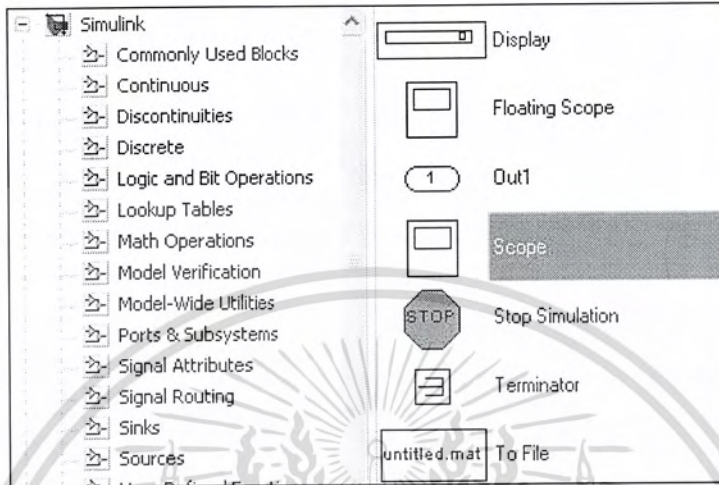 Simulink
Commonly Used Blocks
Continuous
Discontinuities
Discrete
Logic and Bit Operations
Lookup Tables
Math Operations
Model Verification
Model-Wide Utilities
Ports & Subsystems
Signal Attributes
Signal Routing
Sinks
Sources
Display
Floating Scope
1 Out1
Scope
STOP Stop Simulation
Terminator
untitled.mat To File